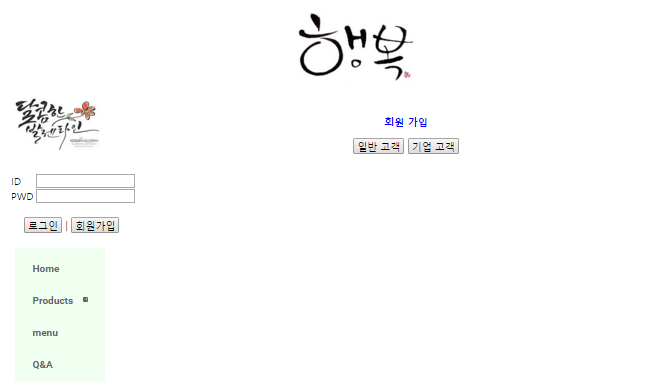 행복
달콤한
발렌타인
회원 가입
일반 고객 기업 고객
ID
PWD
로그인 | 회원가입
Home
Products
menu
Q&A